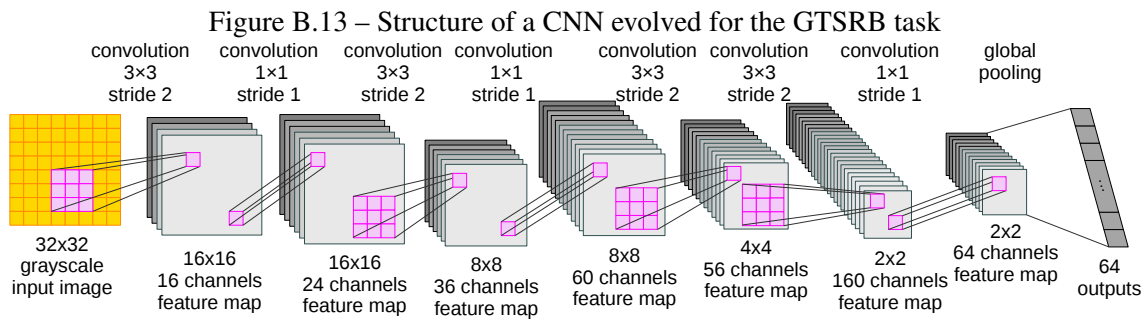 Figure B.13 – Structure of a CNN evolved for the GTSRB task
convolution
3×3
stride 2
convolution
1×1
stride 1
convolution
3×3
stride 2
convolution
1×1
stride 1
convolution
3×3
stride 2
convolution
3×3
stride 2
convolution
1×1
stride 1
global
pooling
32x32
grayscale
input image
16x16
16 channels
feature map
16x16
24 channels
feature map
8x8
36 channels
feature map
8x8
60 channels
feature map
4x4
56 channels
feature map
2x2
160 channels
feature map
2x2
64 channels
feature map
...
64
outputs